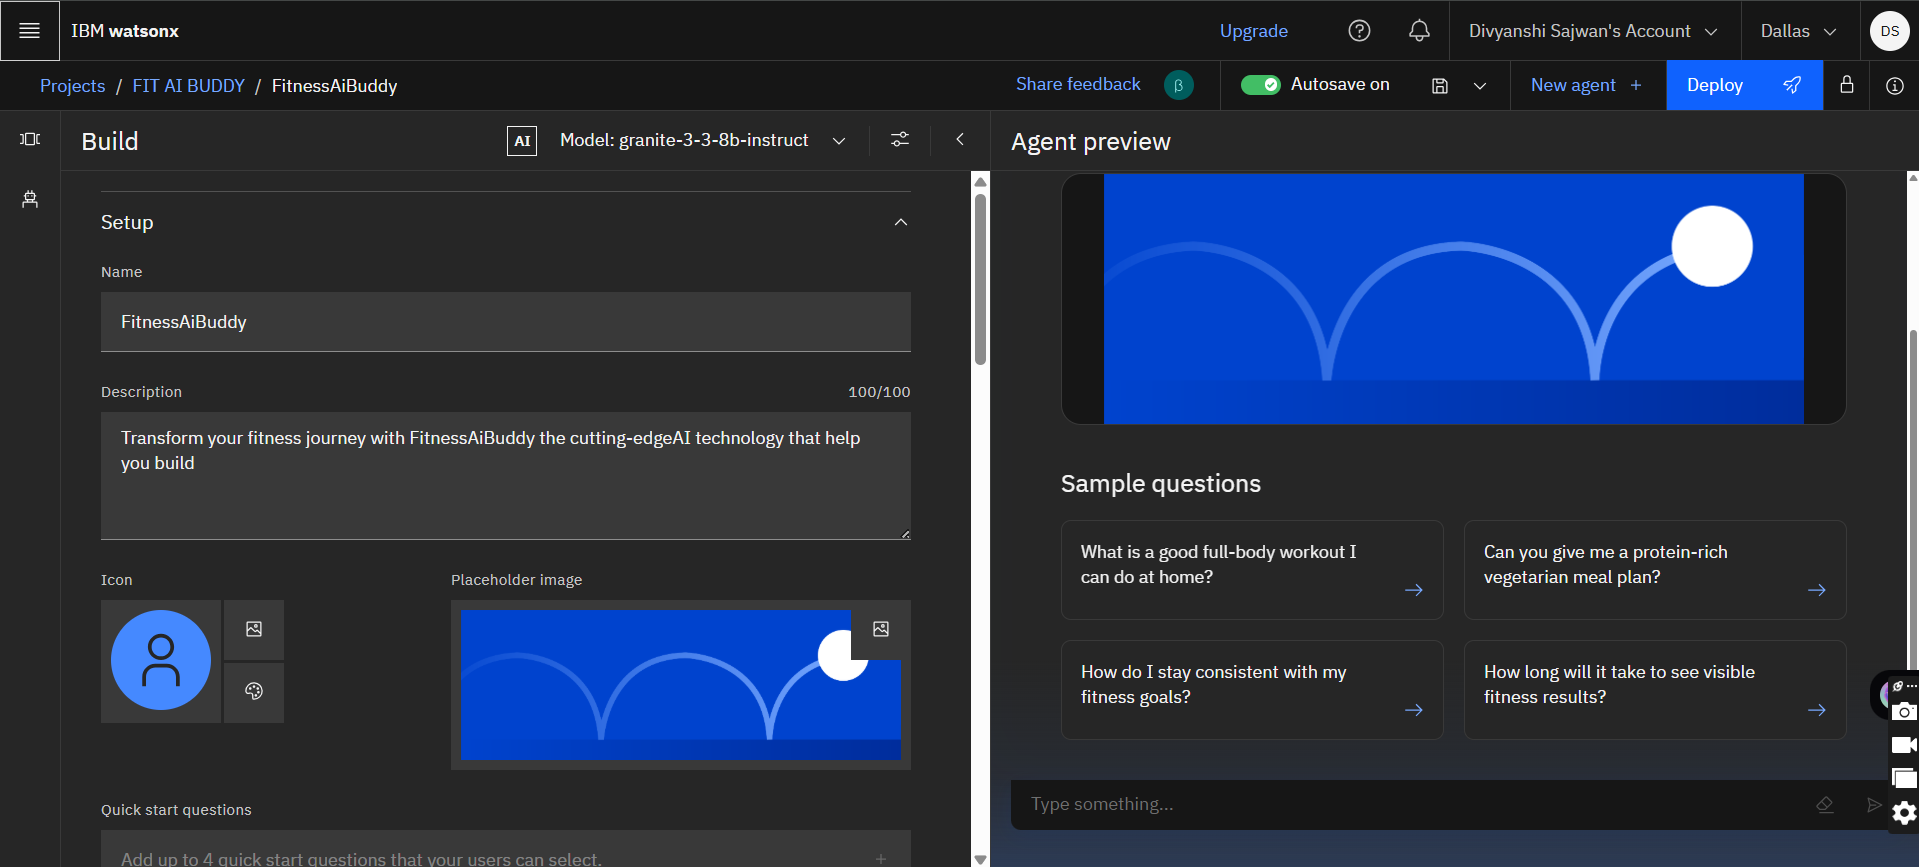 IBM watsonx
Upgrade
Divyanshi Sajwan's Account
Dallas
DS
Projects / FIT AI BUDDY / FitnessAiBuddy
Share feedback
β
Autosave on
New agent +
Deploy
Build
AI
Model: granite-3-3-8b-instruct
Agent preview
Setup
Name
FitnessAiBuddy
Description
100/100
Transform your fitness journey with FitnessAiBuddy the cutting-edgeAI technology that help
you build
Icon
Placeholder image
Quick start questions
Add up to 4 quick start questions that your users can select.
Sample questions
What is a good full-body workout I
can do at home?
Can you give me a protein-rich
vegetarian meal plan?
How do I stay consistent with my
fitness goals?
How long will it take to see visible
fitness results?
Type something...